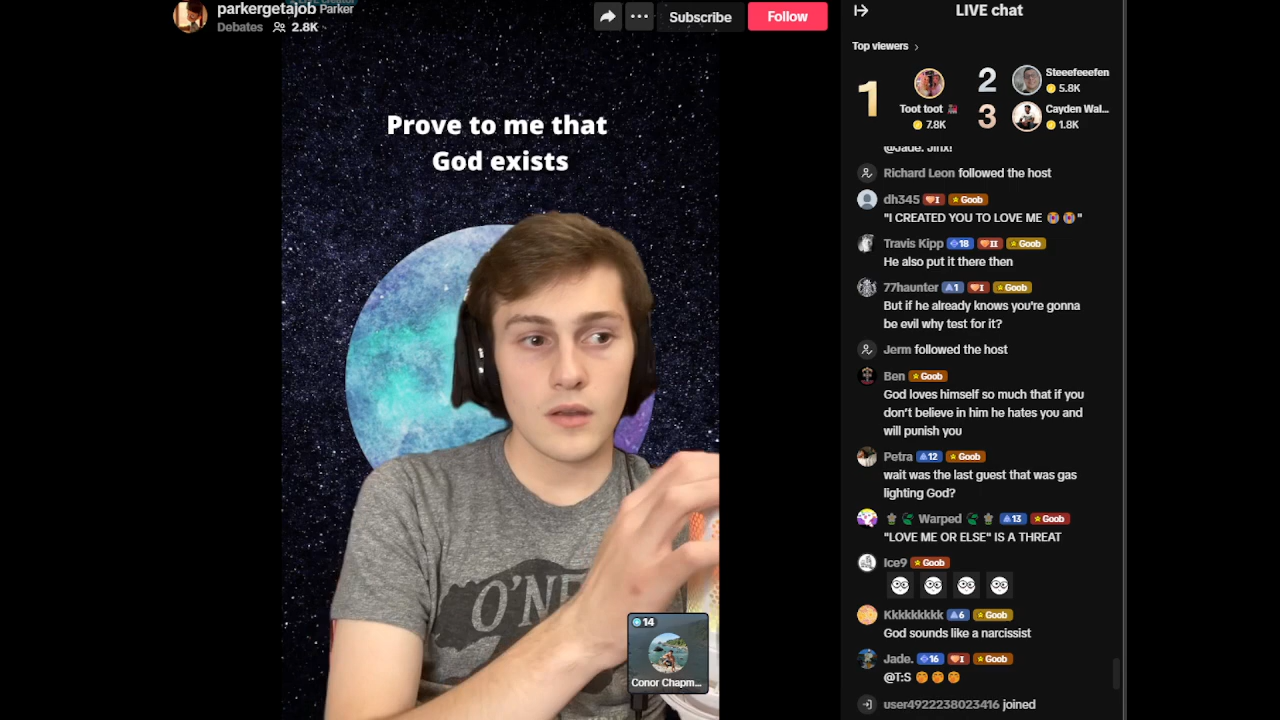 parkergetajob Parker
Debates 2.8K
Subscribe
Follow
Prove to me that
God exists
O'NE
14
Conor Chapm...
LIVE chat
Top viewers >
1
Toot toot
7.8K
2
Steeefeeefen
5.8K
3
Cayden Wal...
1.8K
@Jade. Jinx!
Richard Leon followed the host
dh345 I Goob
"I CREATED YOU TO LOVE ME "
Travis Kipp 18 II Goob
He also put it there then
77haunter 1 I Goob
But if he already knows you're gonna
be evil why test for it?
Jerm followed the host
Ben Goob
God loves himself so much that if you
don't believe in him he hates you and
will punish you
Petra 12 Goob
wait was the last guest that was gas
lighting God?
Warped 13 Goob
"LOVE ME OR ELSE" IS A THREAT
Ice9 Goob
Kkkkkkkkk 6 Goob
God sounds like a narcissist
Jade. 16 I Goob
@T:S
user4922238023416 joined